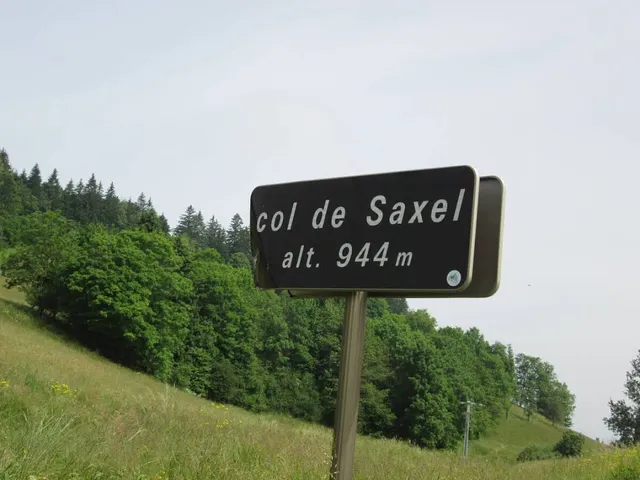 col de Saxel
alt. 944 m